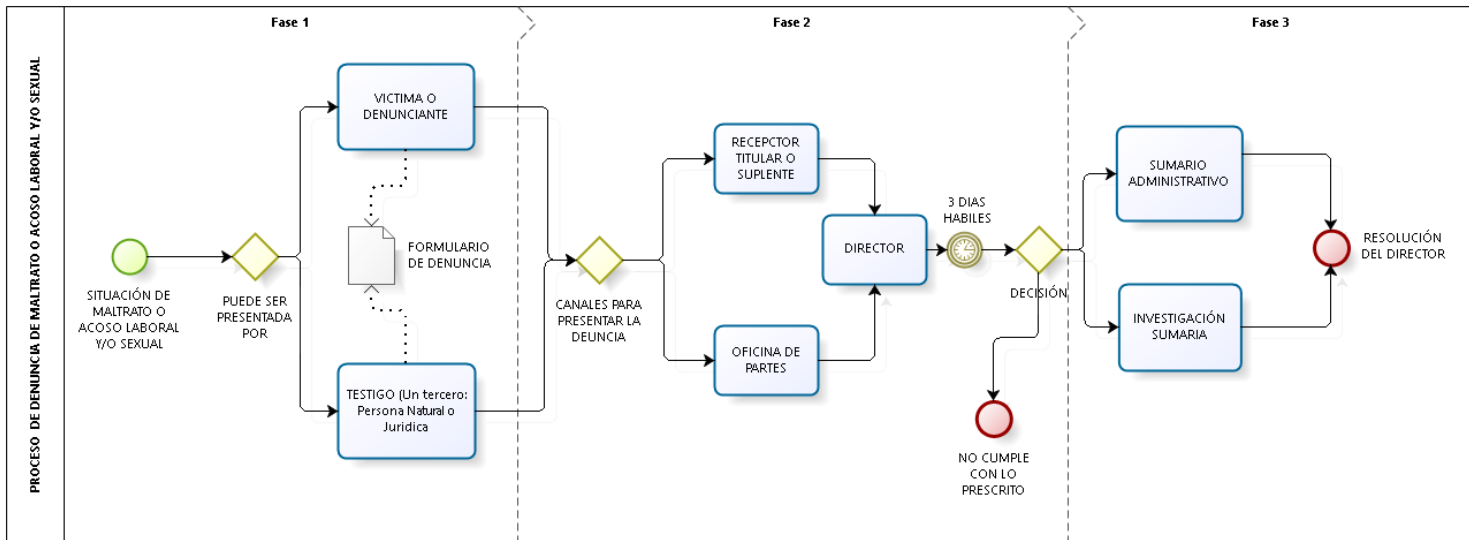 PROCESO DE DENUNCIA DE MALTRATO O ACOSO LABORAL Y/O SEXUAL
Fase 1
Fase 2
Fase 3
SITUACIÓN DE
MALTRATO O
ACOSO LABORAL
Y/O SEXUAL
PUEDE SER
PRESENTADA
POR
VICTIMA O
DENUNCIANTE
FORMULARIO
DE DENUNCIA
TESTIGO (Un tercero:
Persona Natural o
Juridica
CANALES PARA
PRESENTAR LA
DEUNCIA
RECEPCTOR
TITULAR O
SUPLENTE
OFICINA DE
PARTES
DIRECTOR
3 DIAS
HABILES
DECISIÓN
NO CUMPLE
CON LO
PRESCRITO
SUMARIO
ADMINISTRATIVO
INVESTIGACIÓN
SUMARIA
RESOLUCIÓN
DEL DIRECTOR